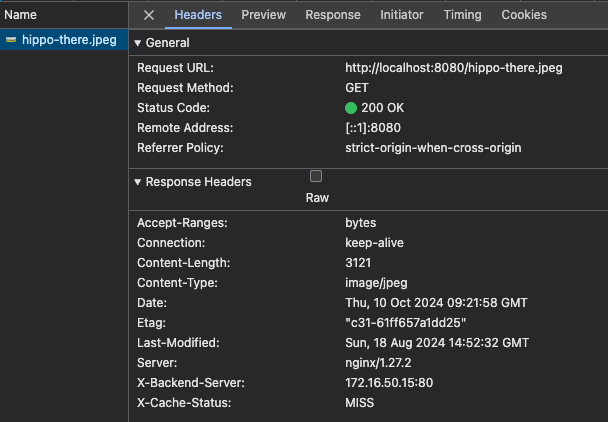 Name
Headers Preview Response Initiator Timing Cookies
hippo-there.jpeg
General
Request URL: http://localhost:8080/hippo-there.jpeg
Request Method: GET
Status Code: 200 OK
Remote Address: [::1]:8080
Referrer Policy: strict-origin-when-cross-origin
Response Headers
Raw
Accept-Ranges: bytes
Connection: keep-alive
Content-Length: 3121
Content-Type: image/jpeg
Date: Thu, 10 Oct 2024 09:21:58 GMT
Etag: "c31-61ff657a1dd25"
Last-Modified: Sun, 18 Aug 2024 14:52:32 GMT
Server: nginx/1.27.2
X-Backend-Server: 172.16.50.15:80
X-Cache-Status: MISS